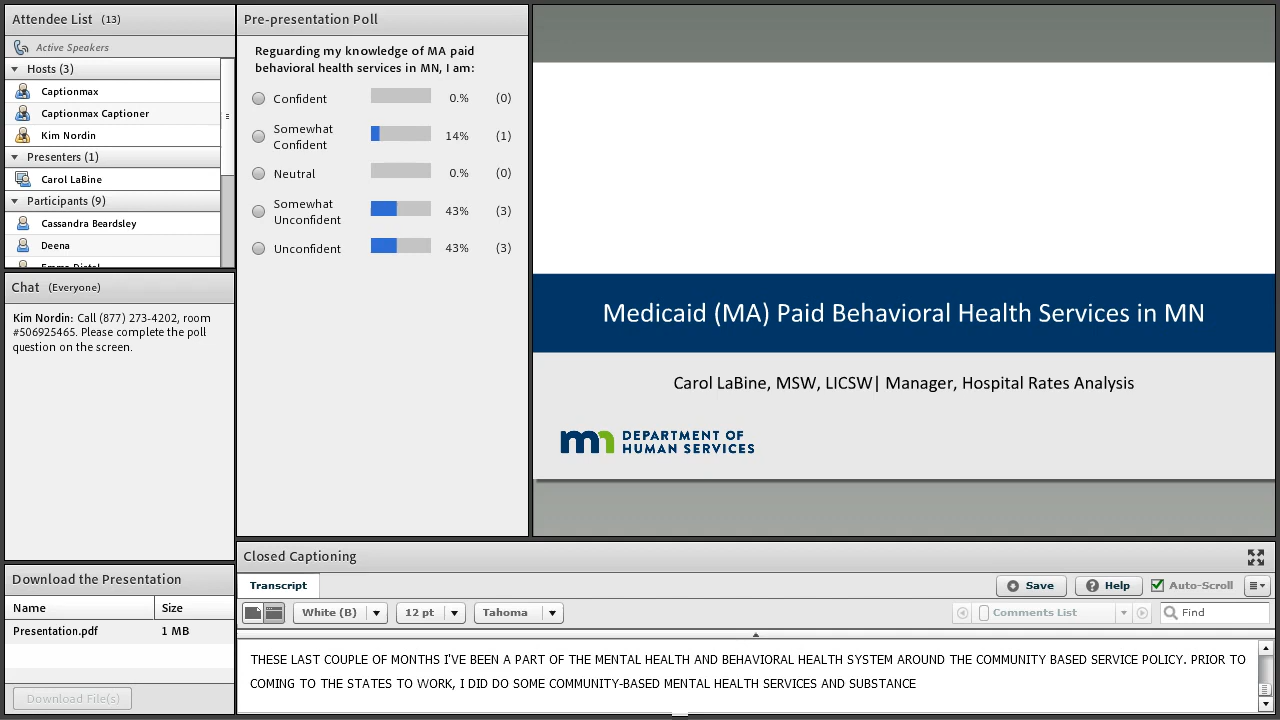 Attendee List (13)
Active Speakers
Hosts (3)
Captionmax
Captionmax Captioner
Kim Nordin
Presenters (1)
Carol LaBine
Participants (9)
Cassandra Beardsley
Deena
Chat (Everyone)
Kim Nordin: Call (877) 273-4202, room
#506925465. Please complete the poll
question on the screen.
Download the Presentation
Name Size
Presentation.pdf 1 MB
Download File(s)
Pre-presentation Poll
Reguarding my knowledge of MA paid
behavioral health services in MN, I am:
Confident 0.% (0)
Somewhat
Confident 14% (1)
Neutral 0.% (0)
Somewhat
Unconfident 43% (3)
Unconfident 43% (3)
Medicaid (MA) Paid Behavioral Health Services in MN
Carol LaBine, MSW, LICSW| Manager, Hospital Rates Analysis
mn DEPARTMENT OF
HUMAN SERVICES
Closed Captioning
Transcript Save Help Auto-Scroll
White (B) 12 pt Tahoma Comments List Find
THESE LAST COUPLE OF MONTHS I'VE BEEN A PART OF THE MENTAL HEALTH AND BEHAVIORAL HEALTH SYSTEM AROUND THE COMMUNITY BASED SERVICE POLICY. PRIOR TO
COMING TO THE STATES TO WORK, I DID DO SOME COMMUNITY-BASED MENTAL HEALTH SERVICES AND SUBSTANCE